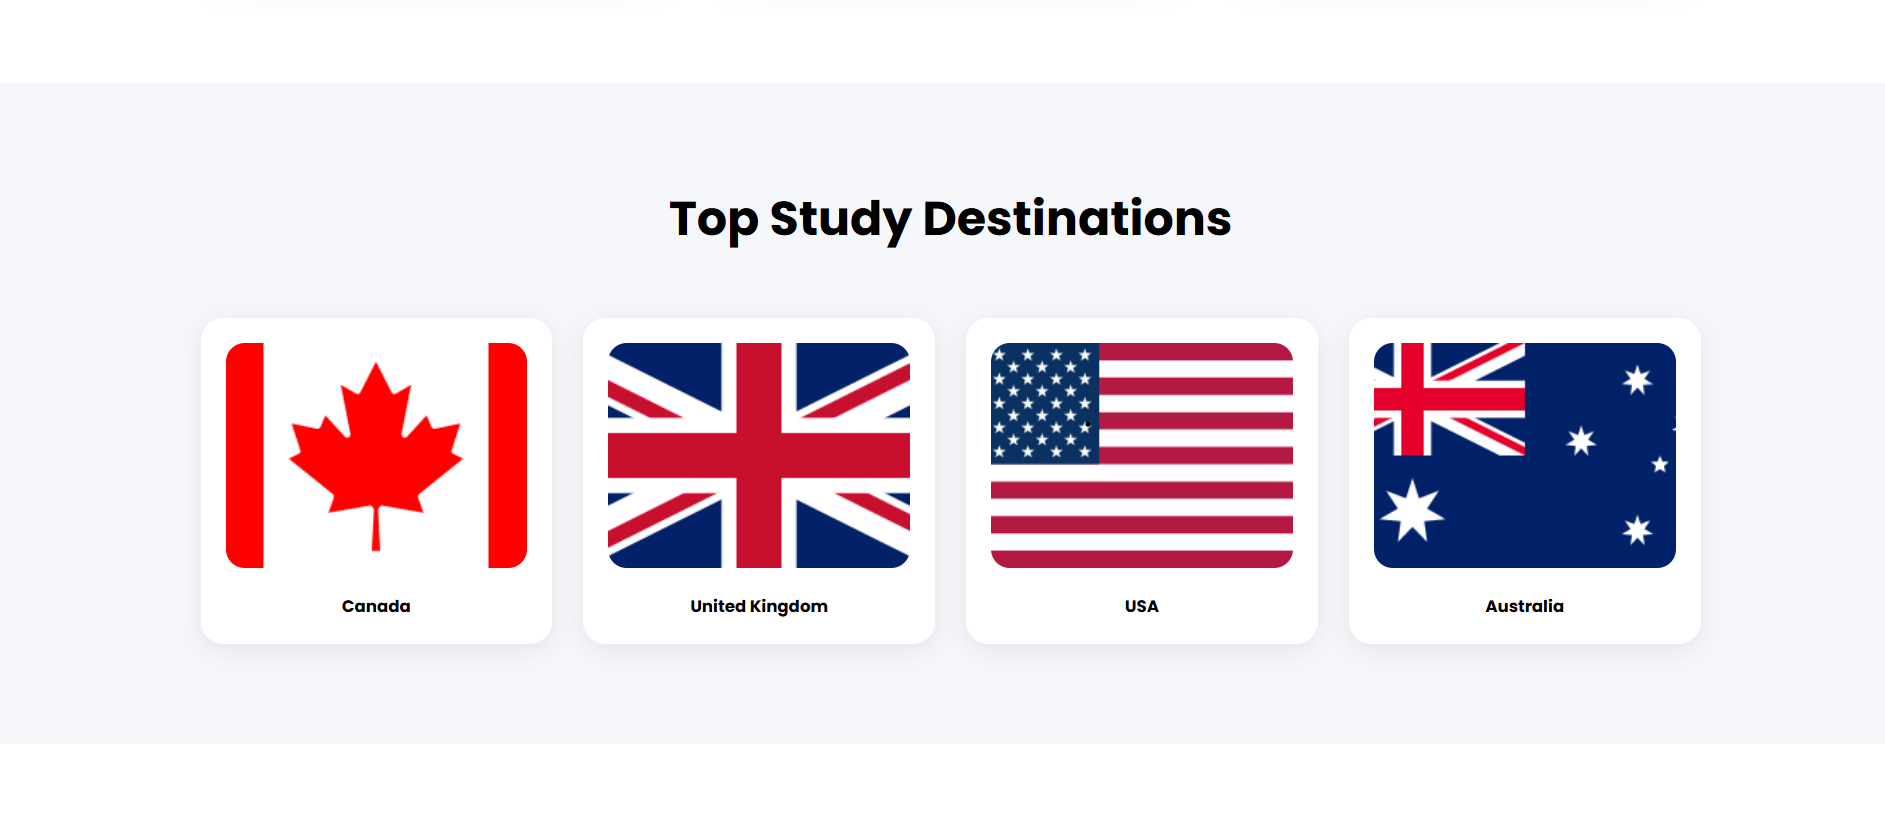 Top Study Destinations
Canada
United Kingdom
USA
Australia